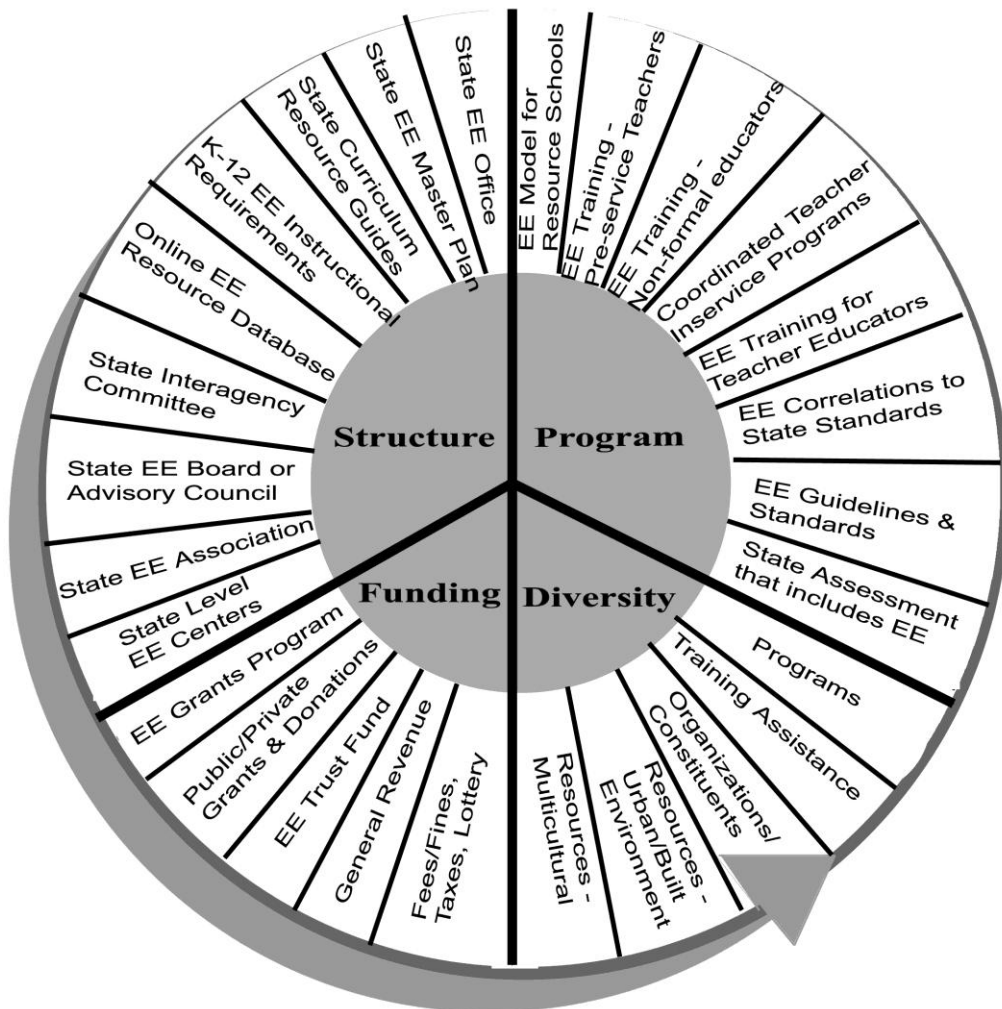 State EE Office
State EE Master Plan
State Curriculum
Resource Guides
K-12 EE Instructional
Requirements
Online EE
Resource Database
State Interagency
Committee
State EE Board or
Advisory Council
State EE Association
State Level
EE Centers
Structure
EE Model for
Resource Schools
EE Training -
Pre-service Teachers
EE Training -
Non-formal educators
Coordinated Teacher
Inservice Programs
EE Training for
Teacher Educators
EE Correlations to
State Standards
EE Guidelines &
Standards
State Assessment
that includes EE
Program
Funding
EE Grants Program
Public/Private
Grants & Donations
EE Trust Fund
General Revenue
Fees/Fines,
Taxes, Lottery
Diversity
Programs
Training Assistance
Organizations/
Constituents
Resources -
Urban/Built
Environment
Resources -
Multicultural